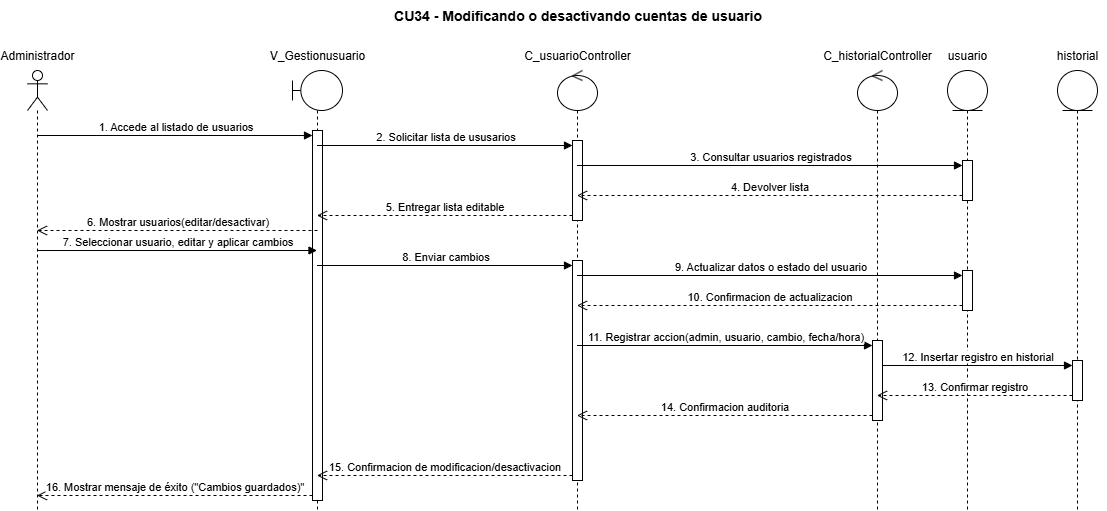 CU34 - Modificando o desactivando cuentas de usuario
Administrador
V_Gestionusuario
C_usuarioController
C_historialController
usuario
historial
1. Accede al listado de usuarios
2. Solicitar lista de ususarios
3. Consultar usuarios registrados
4. Devolver lista
5. Entregar lista editable
6. Mostrar usuarios(editar/desactivar)
7. Seleccionar usuario, editar y aplicar cambios
8. Enviar cambios
9. Actualizar datos o estado del usuario
10. Confirmacion de actualizacion
11. Registrar accion(admin, usuario, cambio, fecha/hora)
12. Insertar registro en historial
13. Confirmar registro
14. Confirmacion auditoria
15. Confirmacion de modificacion/desactivacion
16. Mostrar mensaje de éxito ("Cambios guardados)"